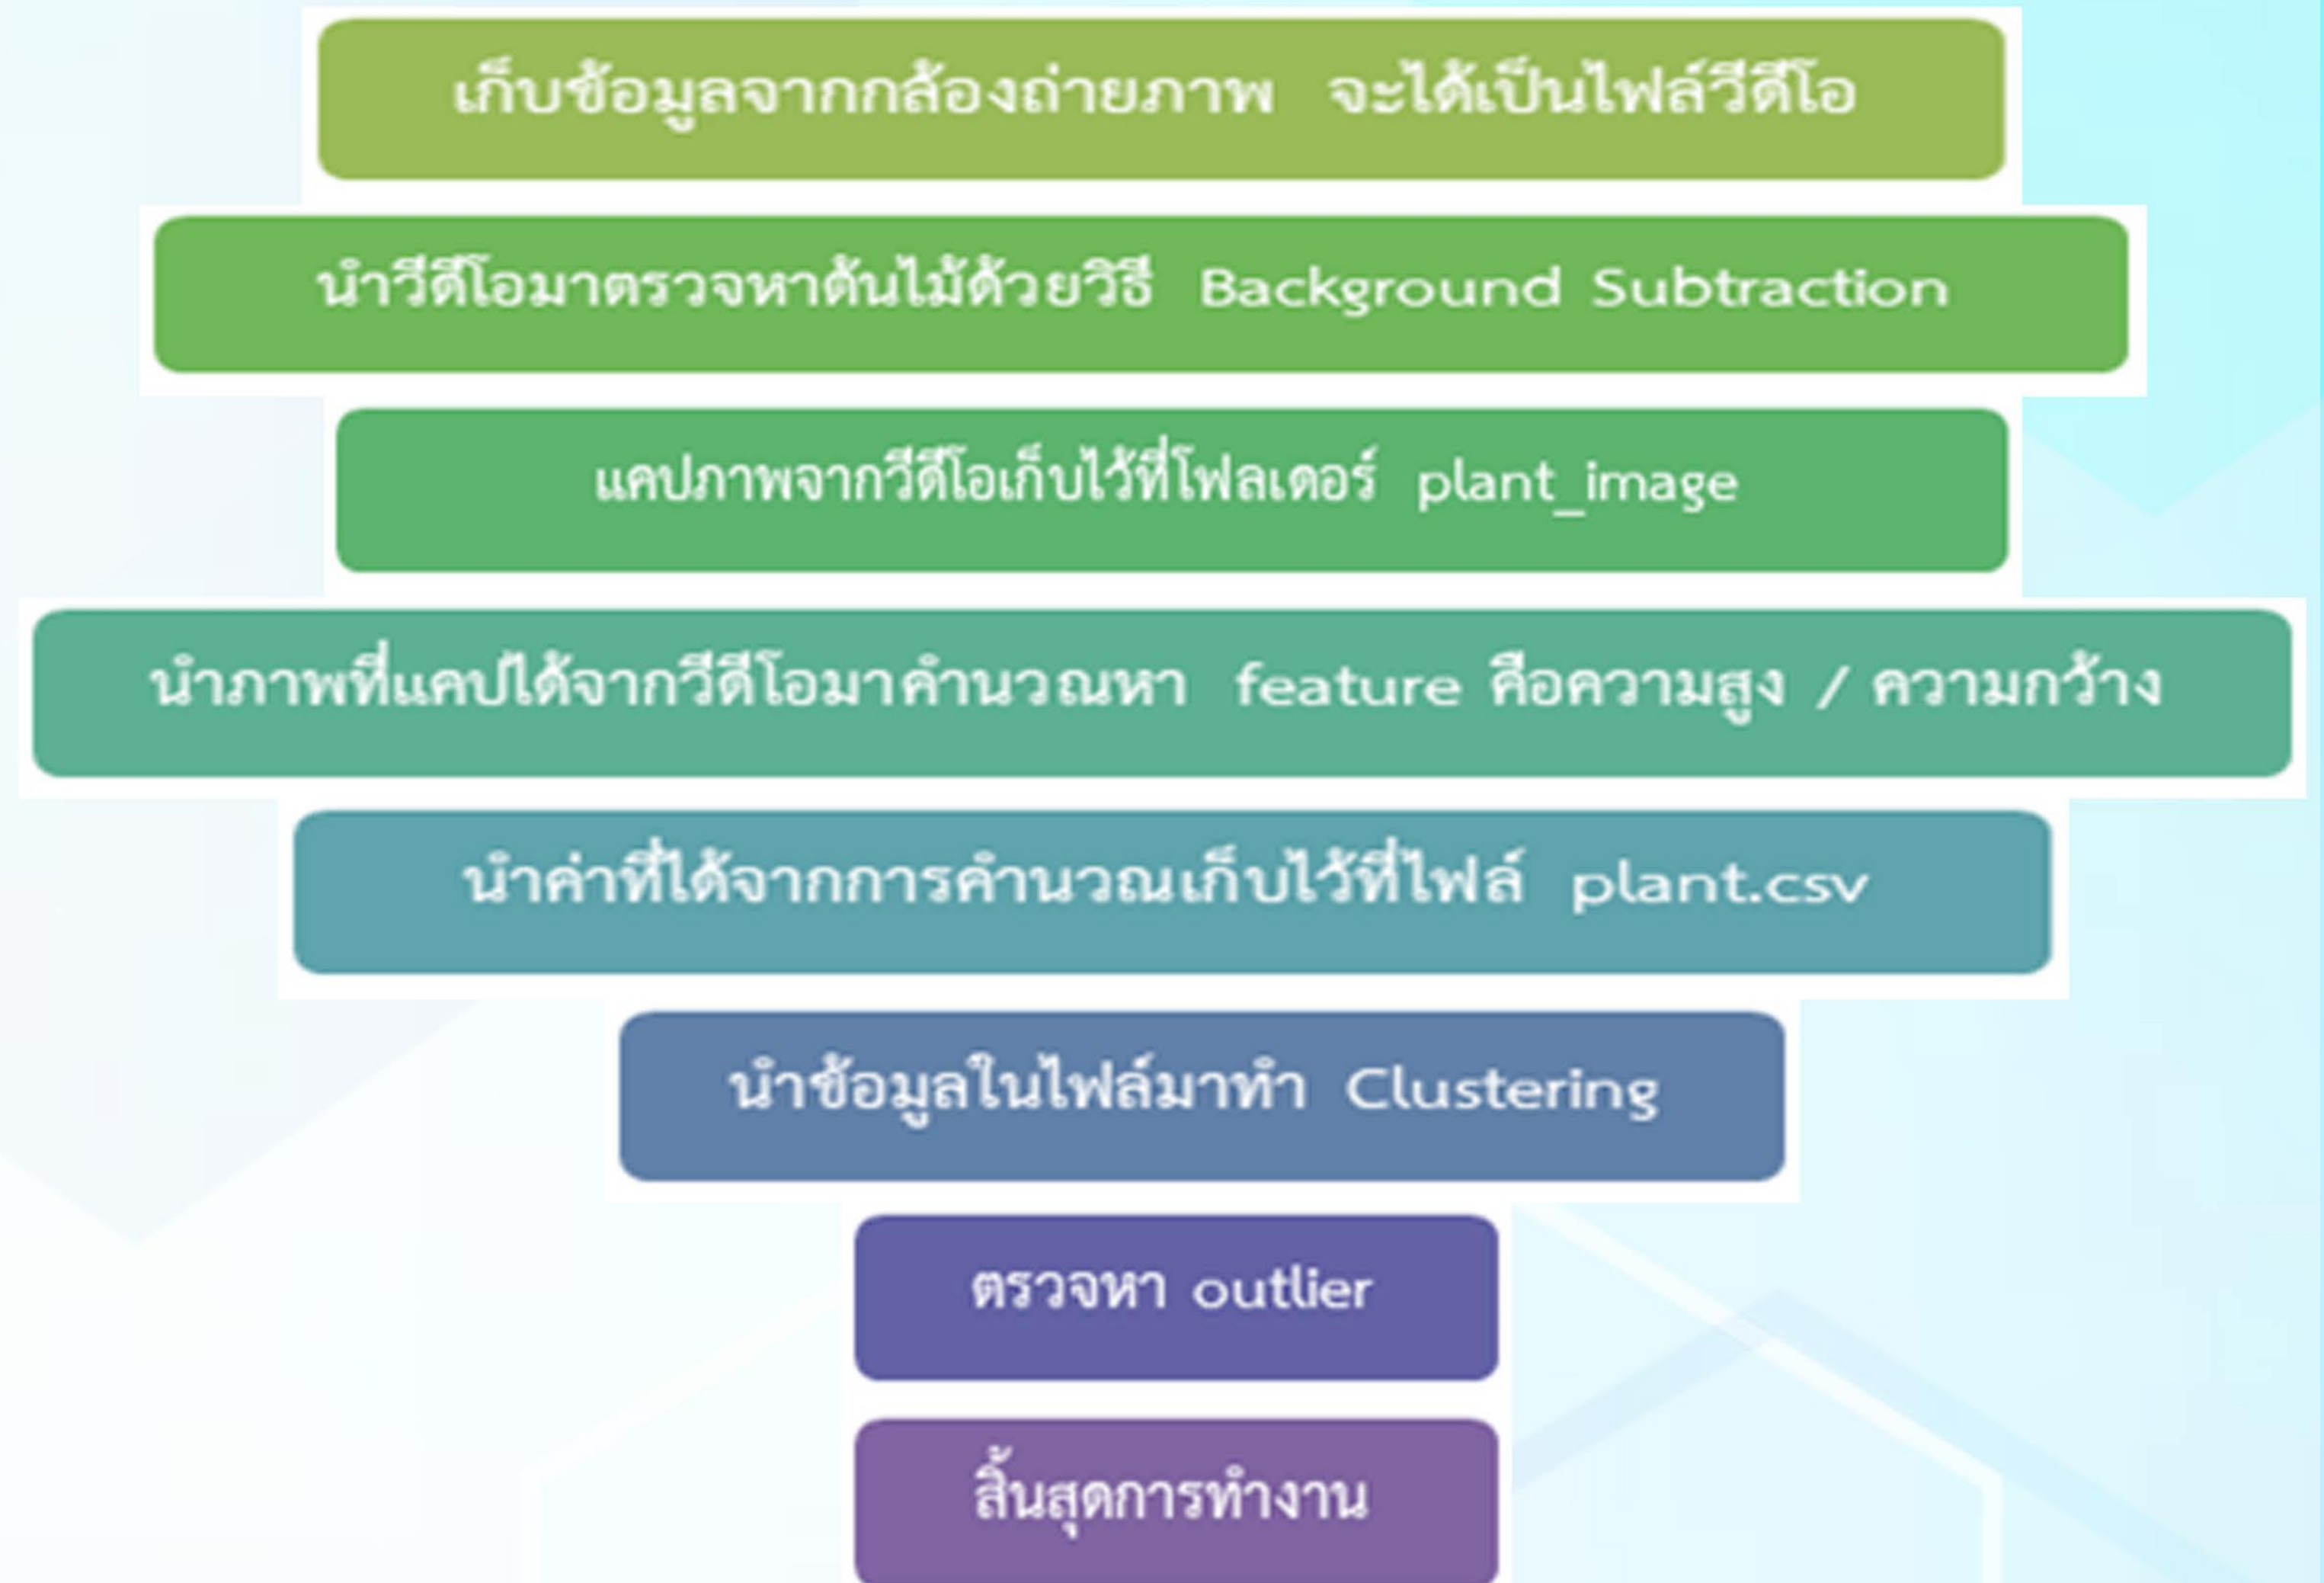 เก็บข้อมูลจากกล้องถ่ายภาพ จะได้เป็นไฟล์วีดีโอ
นำวีดีโอมาตรวจหาต้นไม้ด้วยวิธี Background Subtraction
แคปภาพจากวีดีโอเก็บไว้ที่โฟลเดอร์ plant_image
นำภาพที่แคปได้จากวีดีโอมาคำนวณหา feature คือความสูง / ความกว้าง
นำค่าที่ได้จากการคำนวณเก็บไว้ที่ไฟล์ plant.csv
นำข้อมูลในไฟล์มาทำ Clustering
ตรวจหา outlier
สิ้นสุดการทำงาน